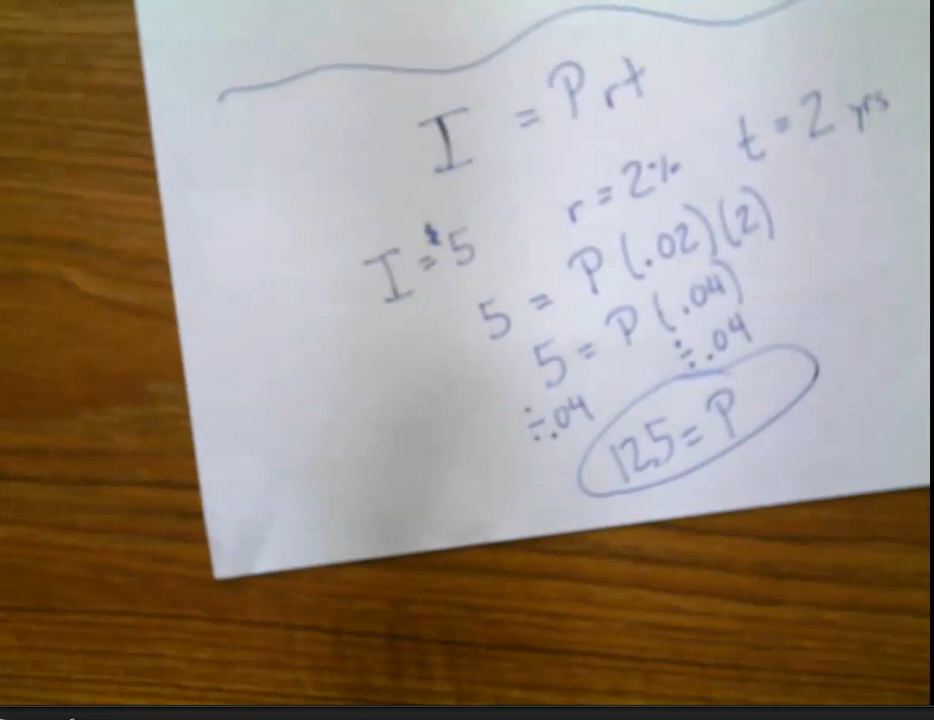 I = Prt
I = $5 r = 2% t = 2 yrs
5 = P(.02)(2)
5 = P(.04)
÷.04 ÷.04
125 = P